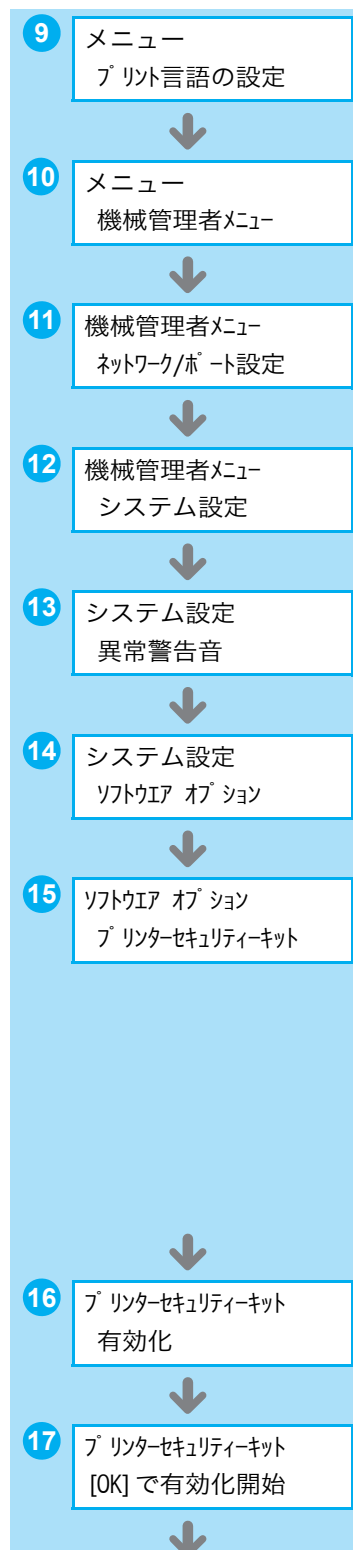 9
メニュー
ﾌﾟﾘﾝﾄ言語の設定
10
メニュー
機械管理者ﾒﾆｭｰ
11
機械管理者ﾒﾆｭｰ
ﾈｯﾄﾜｰｸ/ﾎﾟｰﾄ設定
12
機械管理者ﾒﾆｭｰ
システム設定
13
システム設定
異常警告音
14
システム設定
ｿﾌﾄｳｴｱ ｵﾌﾟｼｮﾝ
15
ｿﾌﾄｳｴｱ ｵﾌﾟｼｮﾝ
ﾌﾟﾘﾝﾀｰｾｷｭﾘﾃｨｰｷｯﾄ
16
ﾌﾟﾘﾝﾀｰｾｷｭﾘﾃｨｰｷｯﾄ
有効化
17
ﾌﾟﾘﾝﾀｰｾｷｭﾘﾃｨｰｷｯﾄ
[OK] で有効化開始